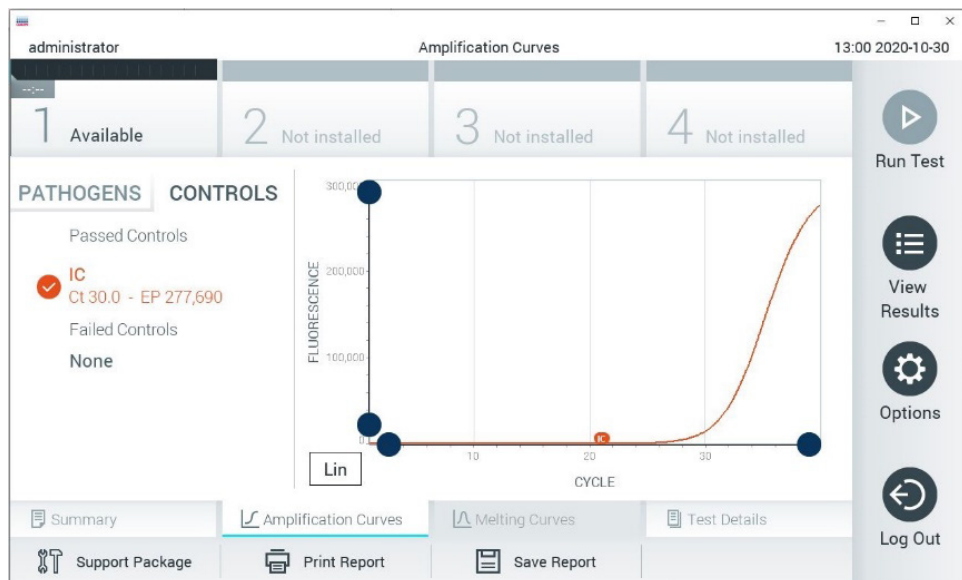 administrator
Amplification Curves
13:00 2020-10-30
--:--
1 Available
2 Not installed
3 Not installed
4 Not installed
Run Test
PATHOGENS
CONTROLS
Passed Controls
IC
Ct 30.0 - EP 277,690
Failed Controls
None
300,000
200,000
100,000
0
FLUORESCENCE
IC
10
20
30
CYCLE
Lin
View
Results
Options
Log Out
Summary
Amplification Curves
Melting Curves
Test Details
Support Package
Print Report
Save Report